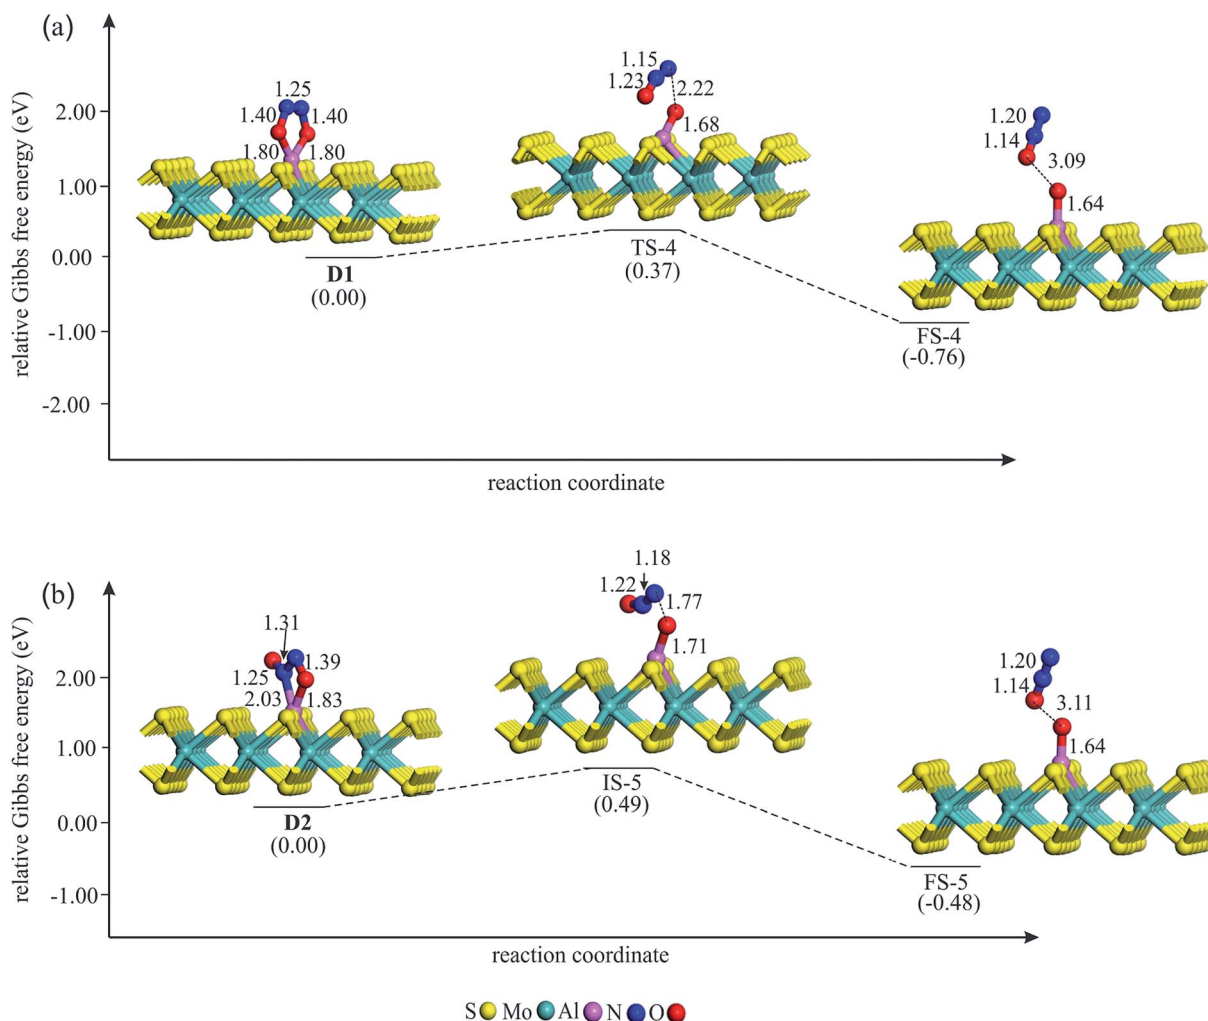 (a)
relative Gibbs free energy (eV)
2.00
1.00
0.00
-1.00
-2.00
1.25
1.40 1.40
1.80 1.80
D1
(0.00)
1.15
1.23
2.22
1.68
TS-4
(0.37)
1.20
1.14
3.09
1.64
FS-4
(-0.76)
reaction coordinate
(b)
relative Gibbs free energy (eV)
2.00
1.00
0.00
-1.00
1.31
1.39
1.25
2.03 1.83
D2
(0.00)
1.18
1.22
1.77
1.71
IS-5
(0.49)
1.20
1.14
3.11
1.64
FS-5
(-0.48)
reaction coordinate
S Mo Al N O